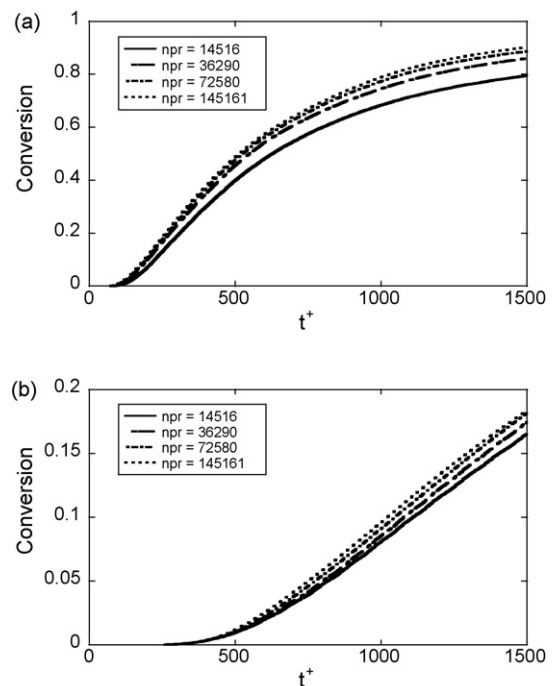 (a)
1
0.8
0.6
0.4
0.2
0
Conversion
npr = 14516
npr = 36290
npr = 72580
npr = 145161
0 500 1000 1500
t+
(b)
0.2
0.15
0.1
0.05
0
Conversion
npr = 14516
npr = 36290
npr = 72580
npr = 145161
0 500 1000 1500
t+